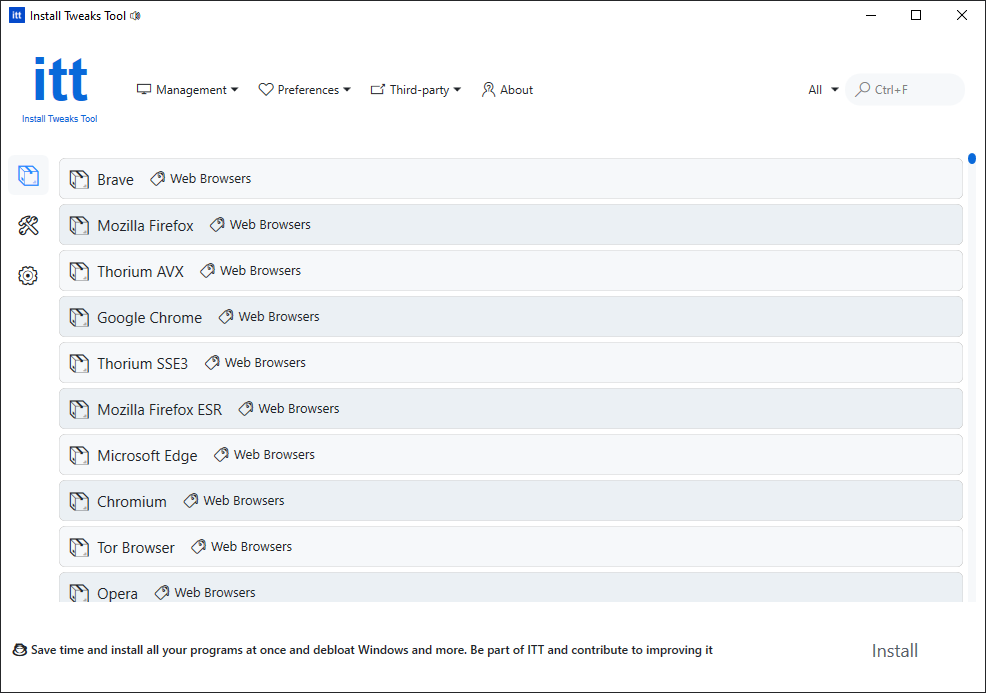 itt Install Tweaks Tool
itt
Install Tweaks Tool
Management Preferences Third-party About All Ctrl+F
Brave Web Browsers
Mozilla Firefox Web Browsers
Thorium AVX Web Browsers
Google Chrome Web Browsers
Thorium SSE3 Web Browsers
Mozilla Firefox ESR Web Browsers
Microsoft Edge Web Browsers
Chromium Web Browsers
Tor Browser Web Browsers
Opera Web Browsers
Save time and install all your programs at once and debloat Windows and more. Be part of ITT and contribute to improving it
Install